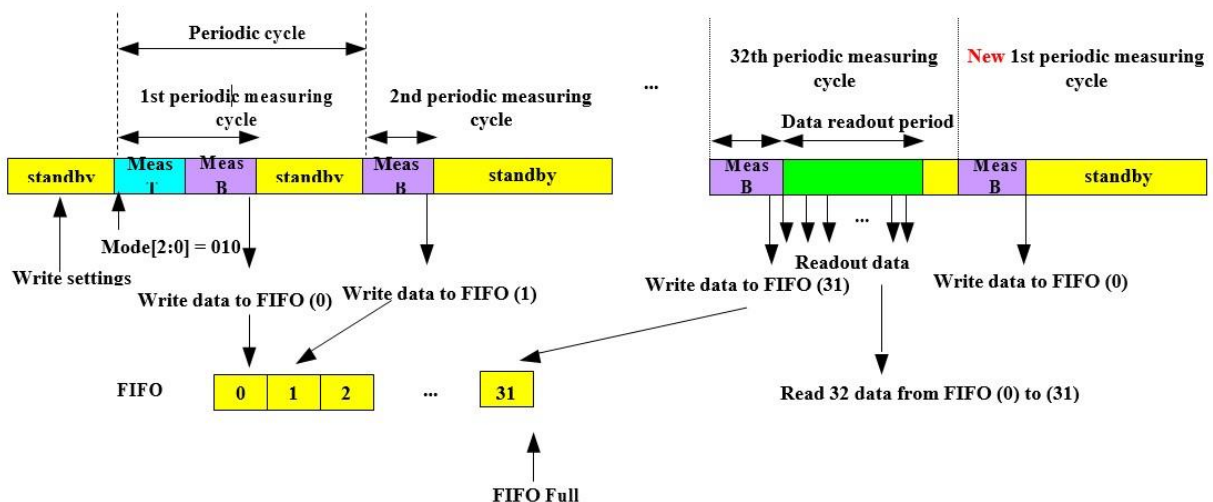 Periodic cycle
32th periodic measuring
cycle
New 1st periodic measuring
cycle
...
1st periodic measuring
cycle
2nd periodic measuring
cycle
Data readout period
standby
Meas
T
Meas
B
standby
Meas
B
standby
Meas
B
Meas
B
standby
Mode[2:0] = 010
...
Write settings
Readout data
Write data to FIFO (0)
Write data to FIFO (1)
Write data to FIFO (31)
Write data to FIFO (0)
FIFO
0
1
2
...
31
Read 32 data from FIFO (0) to (31)
FIFO Full